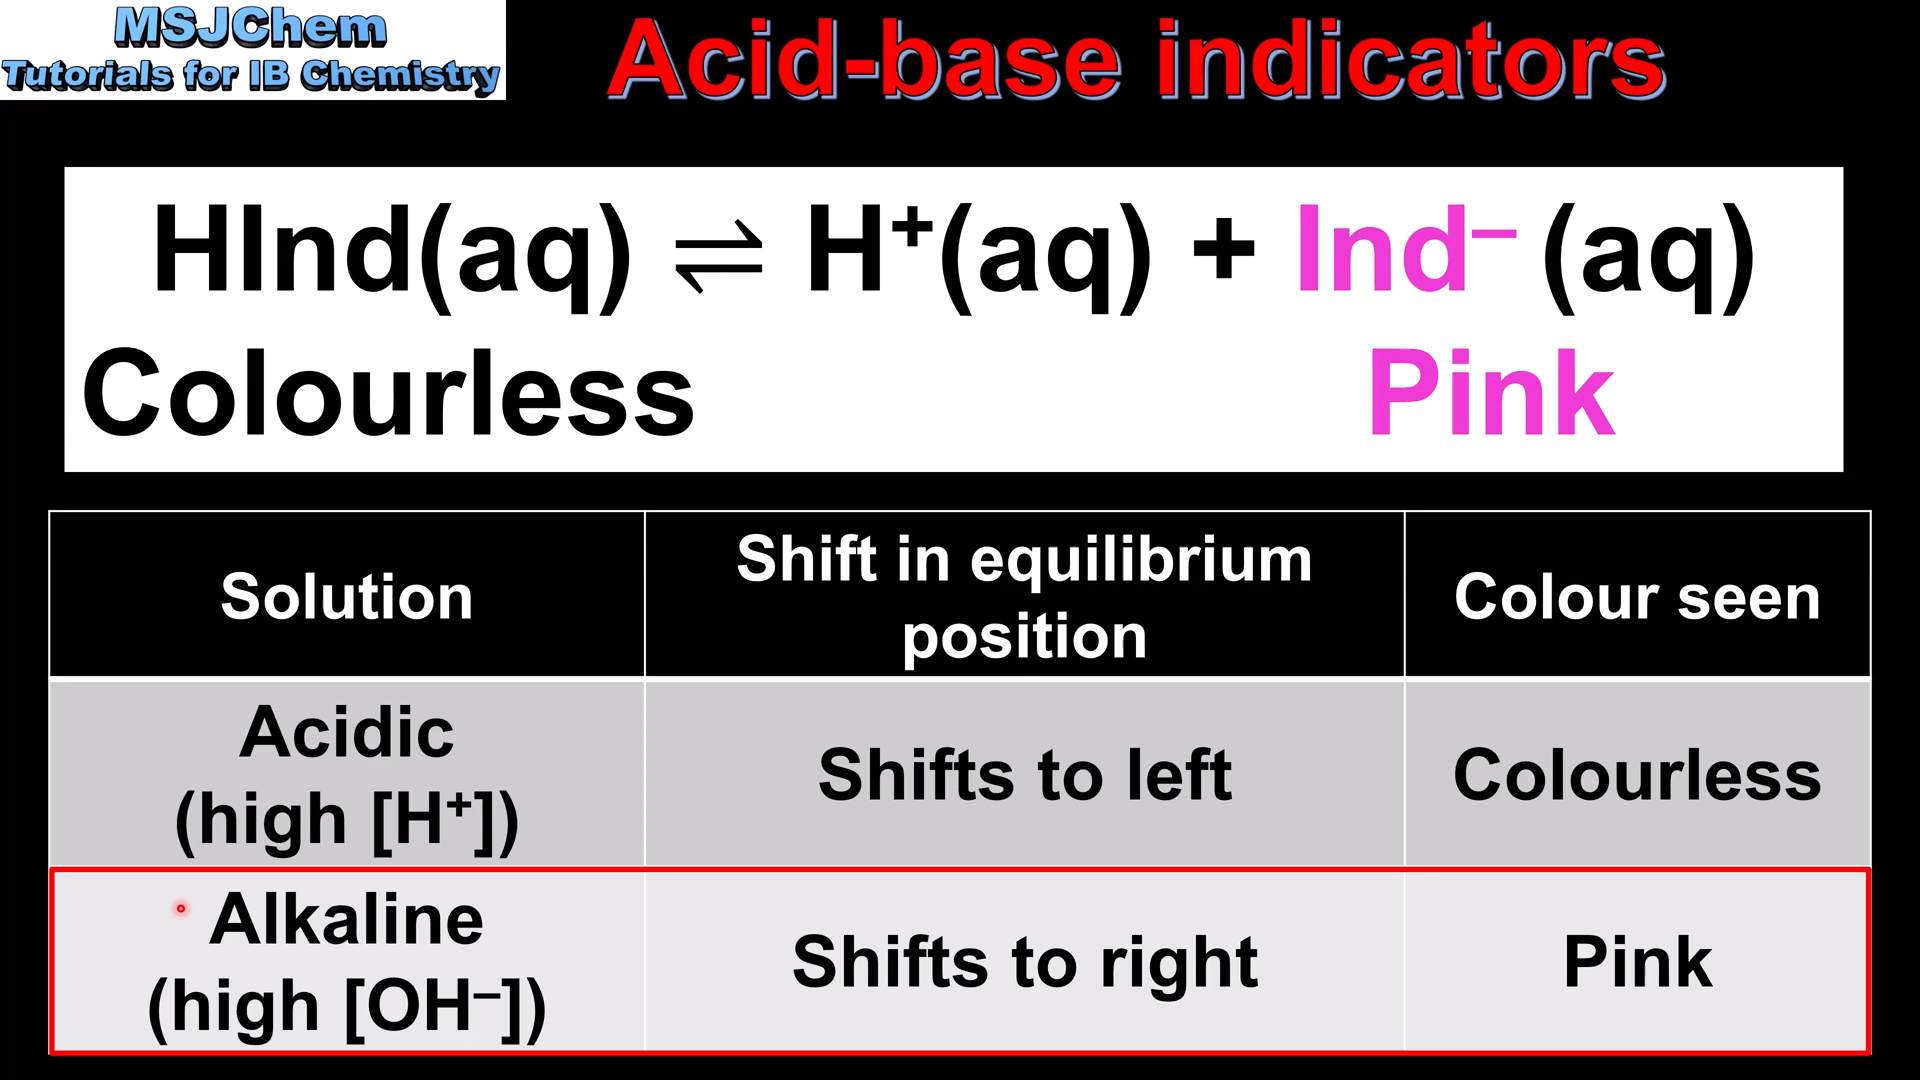 MSJChem
Tutorials for IB Chemistry
Acid-base indicators
HInd(aq) ⇌ H⁺(aq) + Ind⁻ (aq)
Colourless Pink
Solution
Shift in equilibrium
position
Colour seen
Acidic
(high [H⁺])
Shifts to left
Colourless
Alkaline
(high [OH⁻])
Shifts to right
Pink